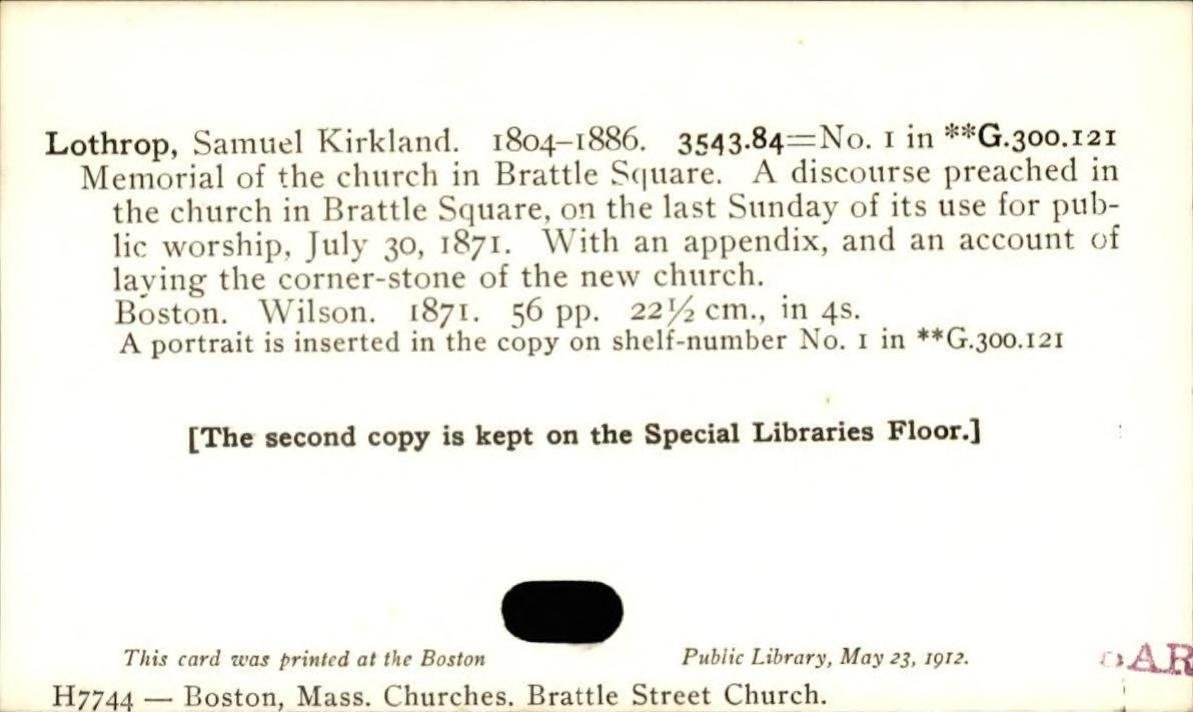 Lothrop, Samuel Kirkland. 1804–1886. 3543.84=No. 1 in **G.300.121
Memorial of the church in Brattle Square. A discourse preached in
the church in Brattle Square, on the last Sunday of its use for pub-
lic worship, July 30, 1871. With an appendix, and an account of
laying the corner-stone of the new church.
Boston. Wilson. 1871. 56 pp. 22½ cm., in 4s.
A portrait is inserted in the copy on shelf-number No. 1 in **G.300.121
[The second copy is kept on the Special Libraries Floor.]
This card was printed at the Boston Public Library, May 23, 1912.
H7744 — Boston, Mass. Churches. Brattle Street Church.